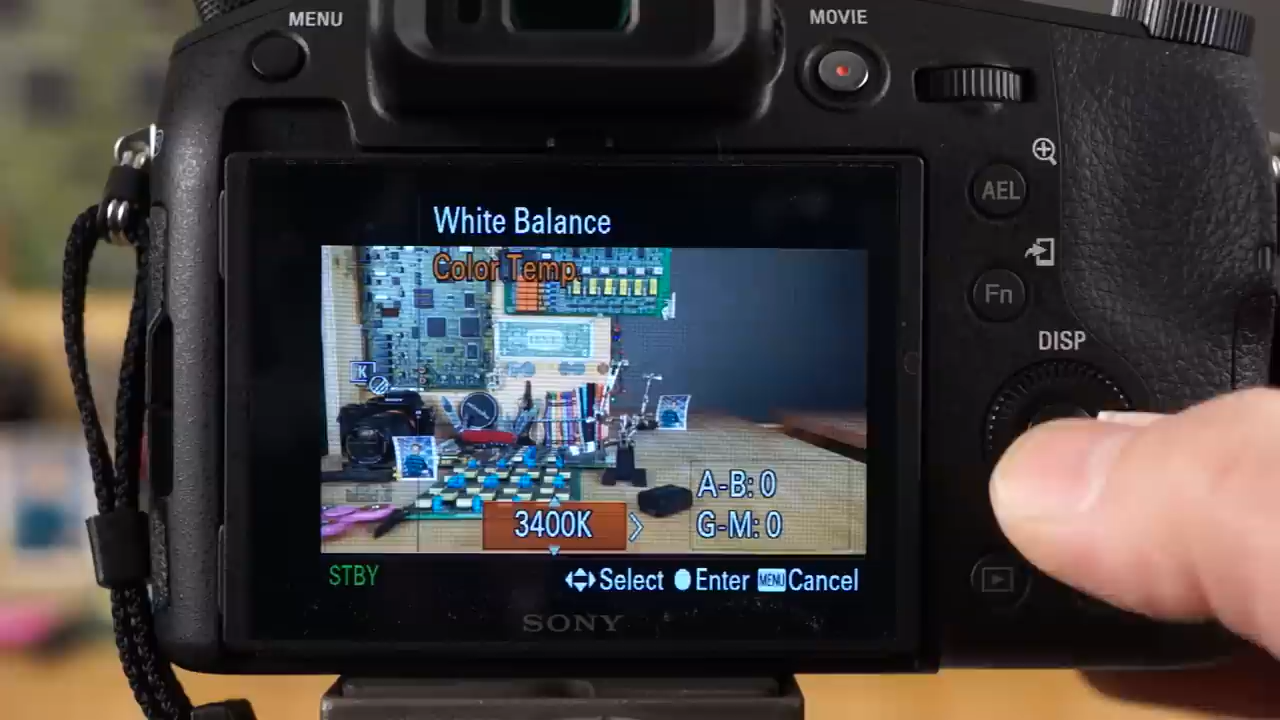 MENU
MOVIE
AEL
Fn
DISP
White Balance
Color Temp.
K
A-B: 0
3400K
G-M: 0
STBY
Select Enter MENU Cancel
SONY